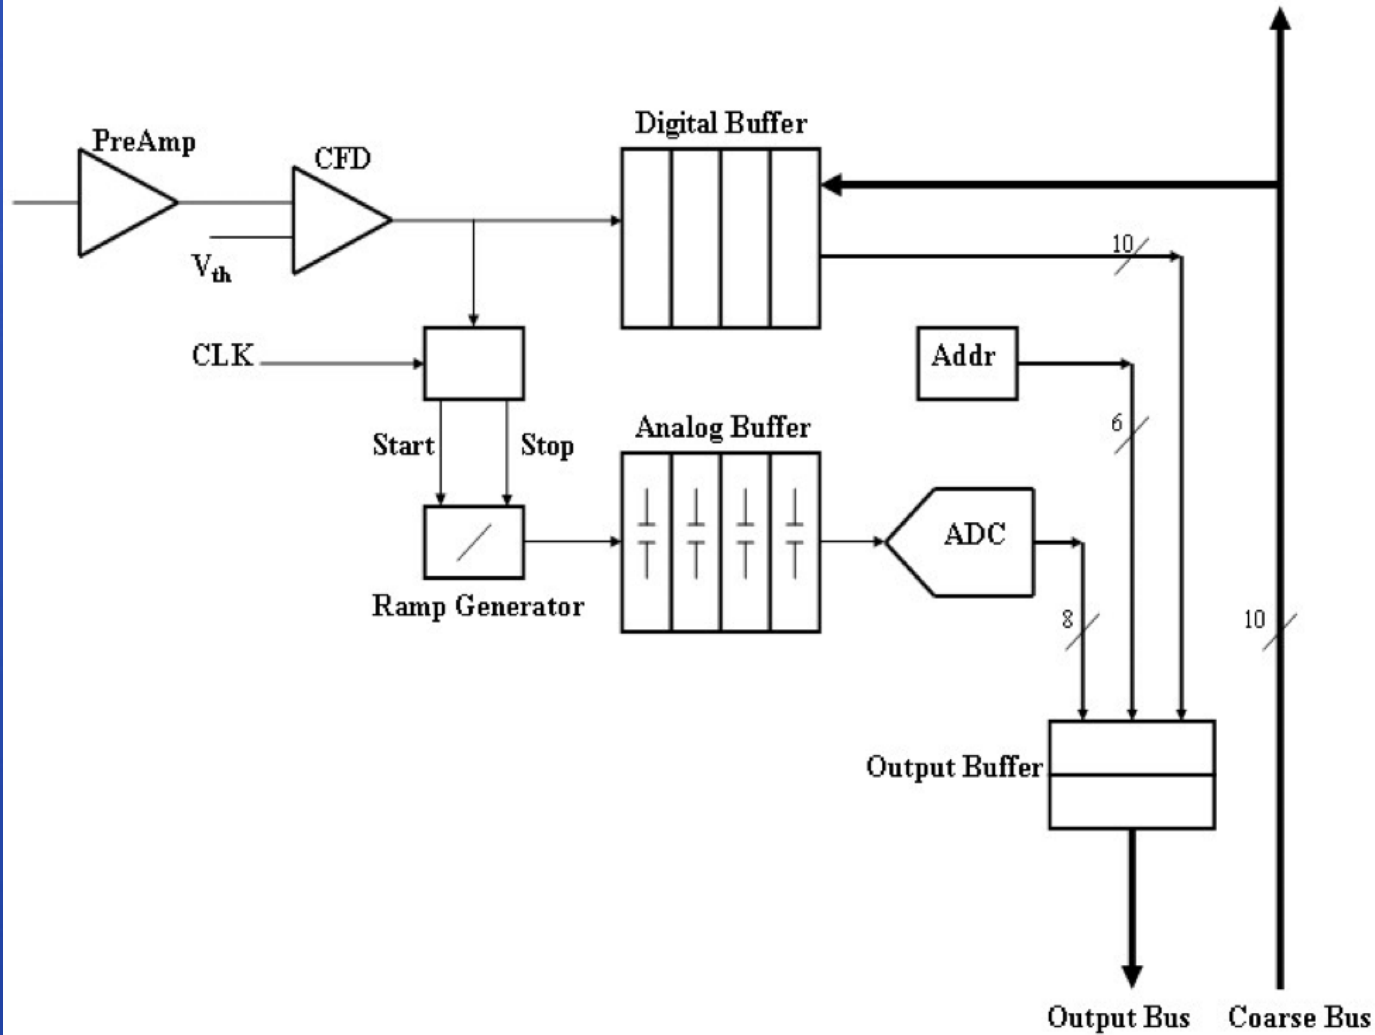 Digital Buffer
PreAmp
CFD
V_th
10
CLK
Addr
Start
Stop
Analog Buffer
6
ADC
Ramp Generator
8
10
Output Buffer
Output Bus
Coarse Bus